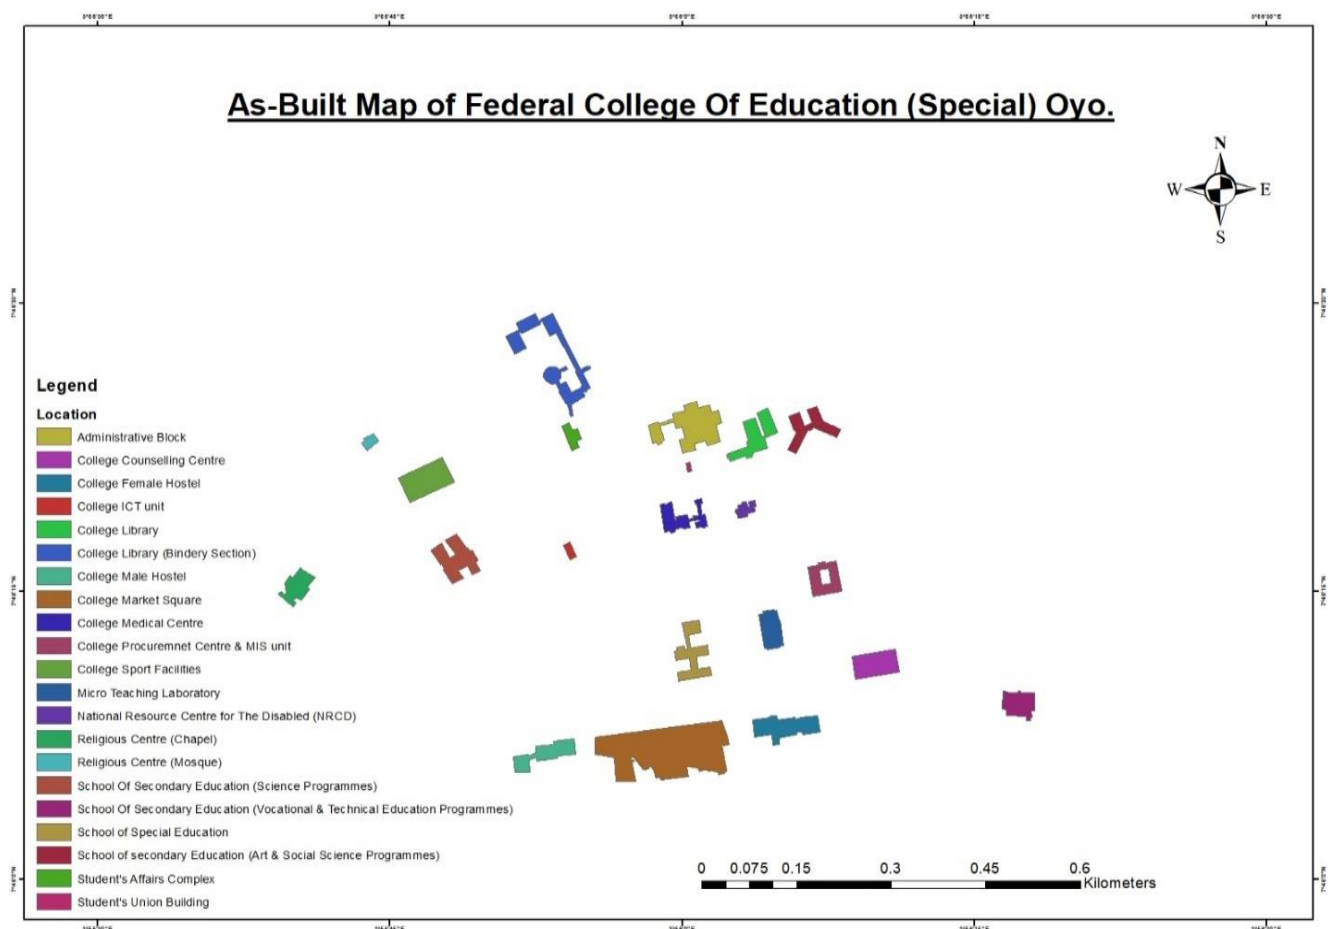 As-Built Map of Federal College Of Education (Special) Oyo.
N
W E
S
Legend
Location
Administrative Block
College Counselling Centre
College Female Hostel
College ICT unit
College Library
College Library (Bindery Section)
College Male Hostel
College Market Square
College Medical Centre
College Procuremnet Centre & MIS unit
College Sport Facilities
Micro Teaching Laboratory
National Resource Centre for The Disabled (NRCD)
Religious Centre (Chapel)
Religious Centre (Mosque)
School Of Secondary Education (Science Programmes)
School Of Secondary Education (Vocational & Technical Education Programmes)
School of Special Education
School of secondary Education (Art & Social Science Programmes)
Student's Affairs Complex
Student's Union Building
0 0.075 0.15 0.3 0.45 0.6
Kilometers